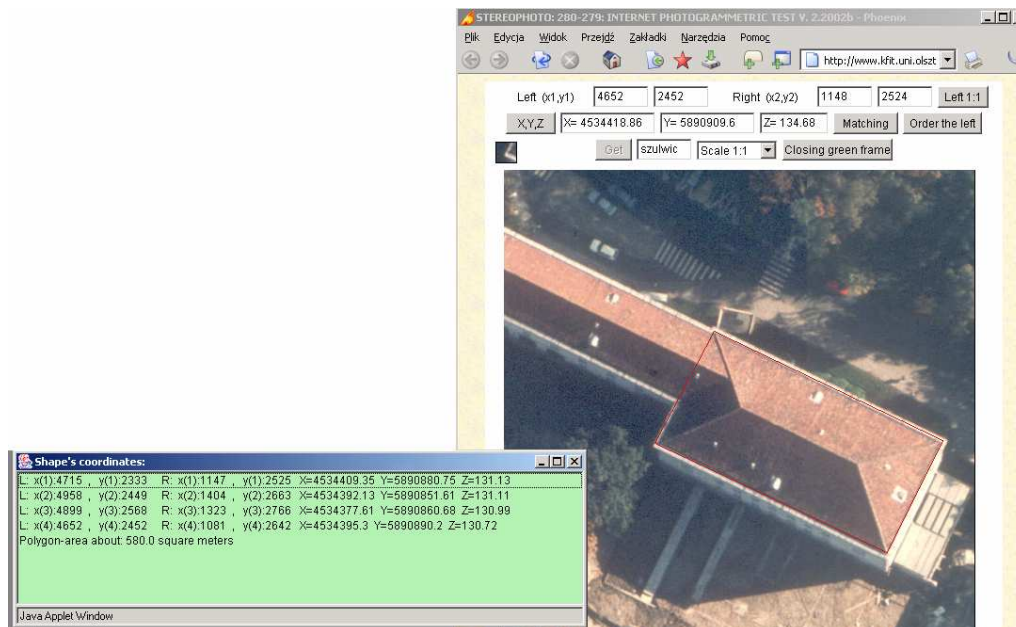 STEREOPHOTO: 280-279: INTERNET PHOTOGRAMMETRIC TEST V. 2.2002b - Phoenix
Plik Edycja Widok Przejdź Zakładki Narzędzia Pomoc
http://www.kfit.uni.olszt
Left (x1,y1) 4652 2452 Right (x2,y2) 1148 2524 Left 1:1
X,Y,Z X= 4534418.86 Y= 5890909.6 Z= 134.68 Matching Order the left
Get szulwic Scale 1:1 Closing green frame
Shape's coordinates:
L: x(1):4715 , y(1):2333 R: x(1):1147 , y(1):2525 X=4534409.35 Y=5890880.75 Z=131.13
L: x(2):4958 , y(2):2449 R: x(2):1404 , y(2):2663 X=4534392.13 Y=5890851.61 Z=131.11
L: x(3):4899 , y(3):2568 R: x(3):1323 , y(3):2766 X=4534377.61 Y=5890860.68 Z=130.99
L: x(4):4652 , y(4):2452 R: x(4):1081 , y(4):2642 X=4534395.3 Y=5890890.2 Z=130.72
Polygon-area about: 580.0 square meters
Java Applet Window